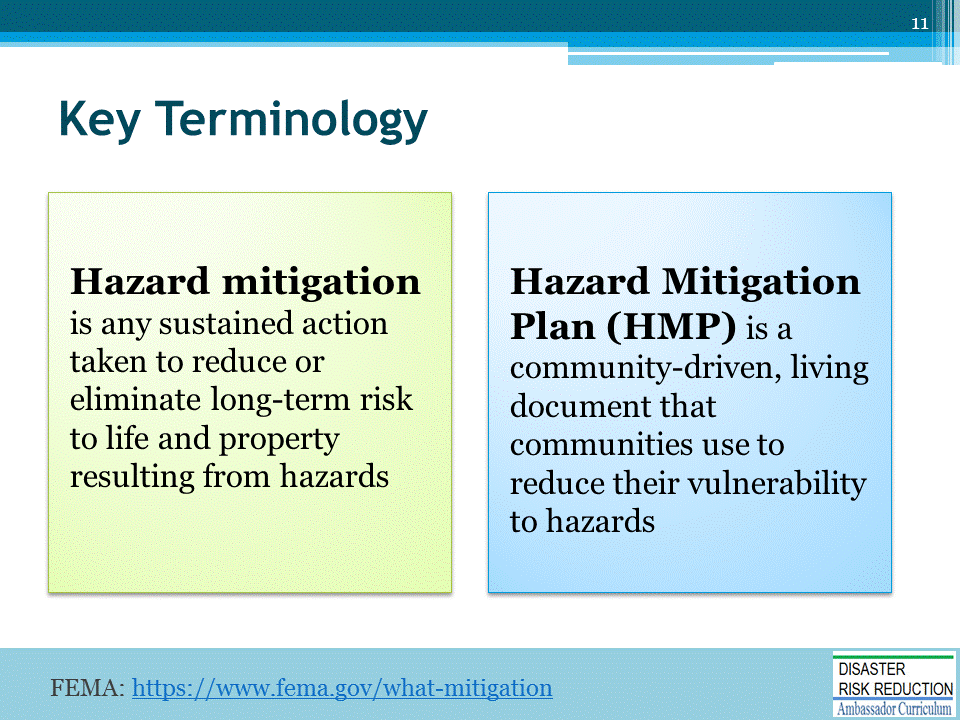 11
Key Terminology
Hazard mitigation
is any sustained action
taken to reduce or
eliminate long-term risk
to life and property
resulting from hazards
Hazard Mitigation
Plan (HMP) is a
community-driven, living
document that
communities use to
reduce their vulnerability
to hazards
FEMA: https://www.fema.gov/what-mitigation
DISASTER
RISK REDUCTION
Ambassador Curriculum